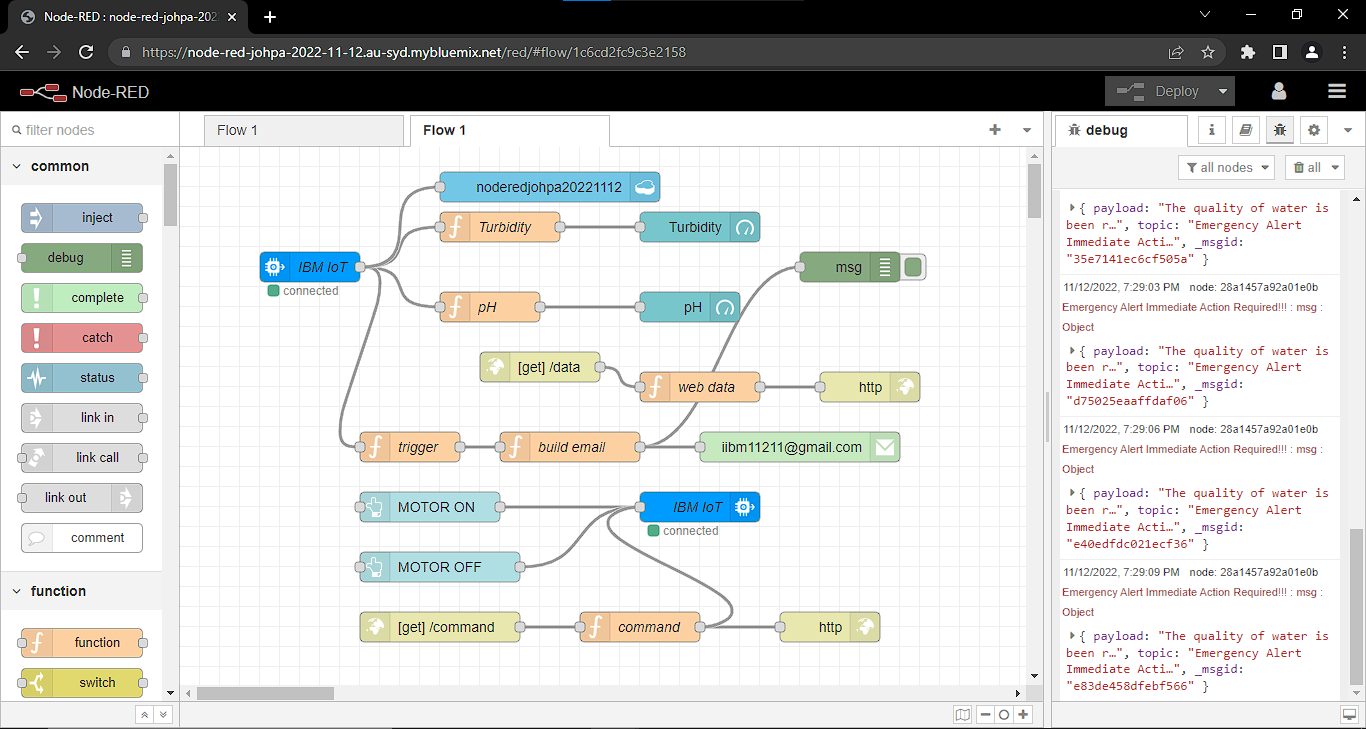 Node-RED : node-red-johpa-202
https://node-red-johpa-2022-11-12.au-syd.mybluemix.net/red/#flow/1c6cd2fc9c3e2158
Node-RED
Deploy
filter nodes
common
inject
debug
complete
catch
status
link in
link call
link out
comment
function
function
switch
Flow 1
Flow 1
noderedjohpa20221112
Turbidity
Turbidity
IBM IoT
connected
msg
pH
pH
[get] /data
web data
http
trigger
build email
iibm11211@gmail.com
MOTOR ON
IBM IoT
connected
MOTOR OFF
[get] /command
command
http
debug
all nodes
all
{ payload: "The quality of water is
been r…", topic: "Emergency Alert
Immediate Acti…", _msgid:
"35e7141ec6cf505a" }
11/12/2022, 7:29:03 PM node: 28a1457a92a01e0b
Emergency Alert Immediate Action Required!!! : msg :
Object
{ payload: "The quality of water is
been r…", topic: "Emergency Alert
Immediate Acti…", _msgid:
"d75025eaaffdaf06" }
11/12/2022, 7:29:06 PM node: 28a1457a92a01e0b
Emergency Alert Immediate Action Required!!! : msg :
Object
{ payload: "The quality of water is
been r…", topic: "Emergency Alert
Immediate Acti…", _msgid:
"e40edfdc021ecf36" }
11/12/2022, 7:29:09 PM node: 28a1457a92a01e0b
Emergency Alert Immediate Action Required!!! : msg :
Object
{ payload: "The quality of water is
been r…", topic: "Emergency Alert
Immediate Acti…", _msgid:
"e83de458dfebf566" }